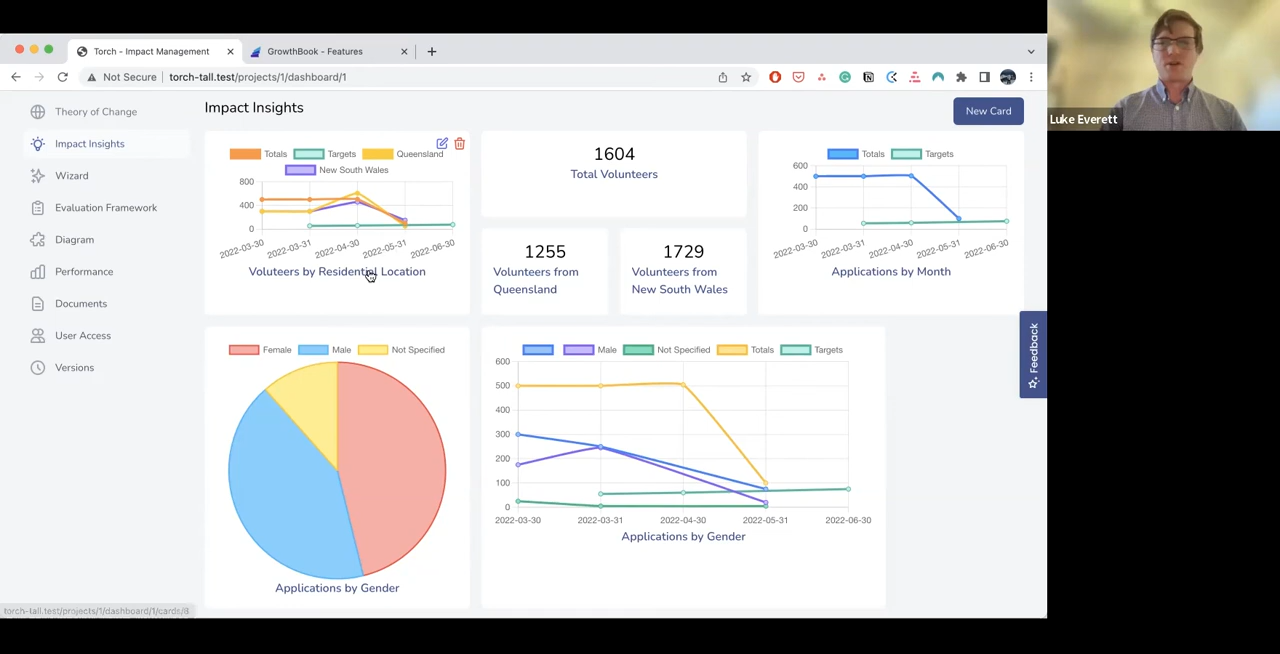 Torch - Impact Management
GrowthBook - Features
Not Secure
torch-tall.test/projects/1/dashboard/1
Theory of Change
Impact Insights
Wizard
Evaluation Framework
Diagram
Performance
Documents
User Access
Versions
Impact Insights
New Card
Totals
Targets
Queensland
New South Wales
800
400
0
2022-03-30
2022-03-31
2022-04-30
2022-05-31
2022-06-30
Voluteers by Residential Location
1604
Total Volunteers
1255
Volunteers from
Queensland
1729
Volunteers from
New South Wales
Totals
Targets
600
400
200
0
2022-03-30
2022-03-31
2022-04-30
2022-05-31
2022-06-30
Applications by Month
Female
Male
Not Specified
Applications by Gender
Male
Not Specified
Totals
Targets
600
500
400
300
200
100
0
2022-03-30
2022-03-31
2022-04-30
2022-05-31
2022-06-30
Applications by Gender
Feedback
torch-tall.test/projects/1/dashboard/1/cards/8
Luke Everett